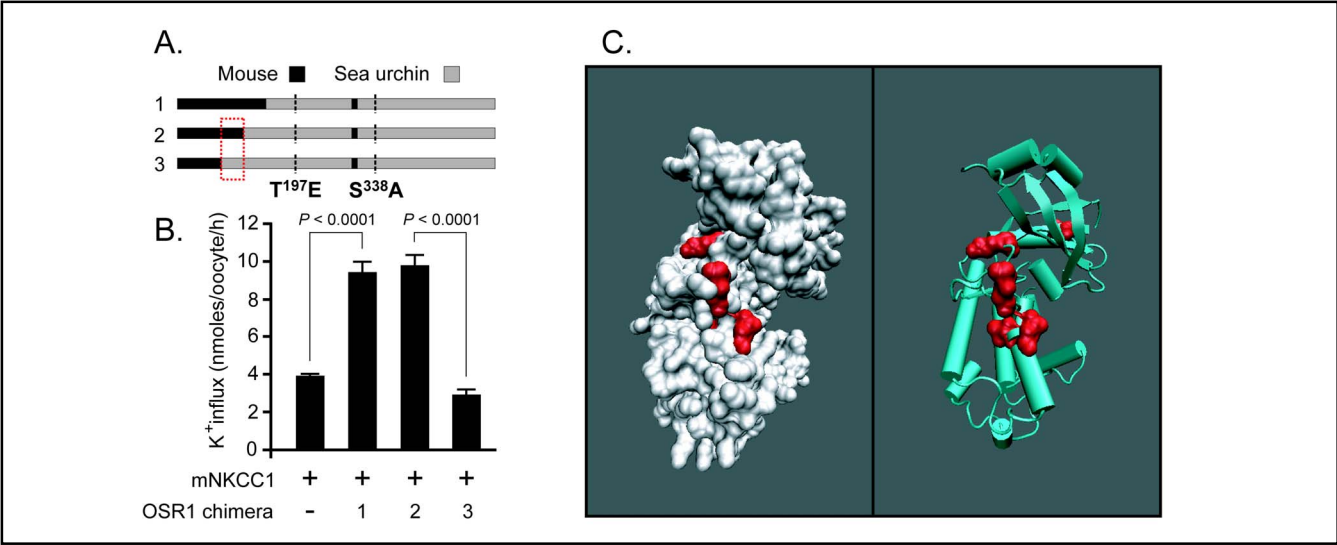 A.
Mouse Sea urchin
1
2
3
T197E S338A
B.
K+influx (nmoles/oocyte/h)
12
10
8
6
4
2
0
P < 0.0001 P < 0.0001
mNKCC1 + + + +
OSR1 chimera - 1 2 3
C.